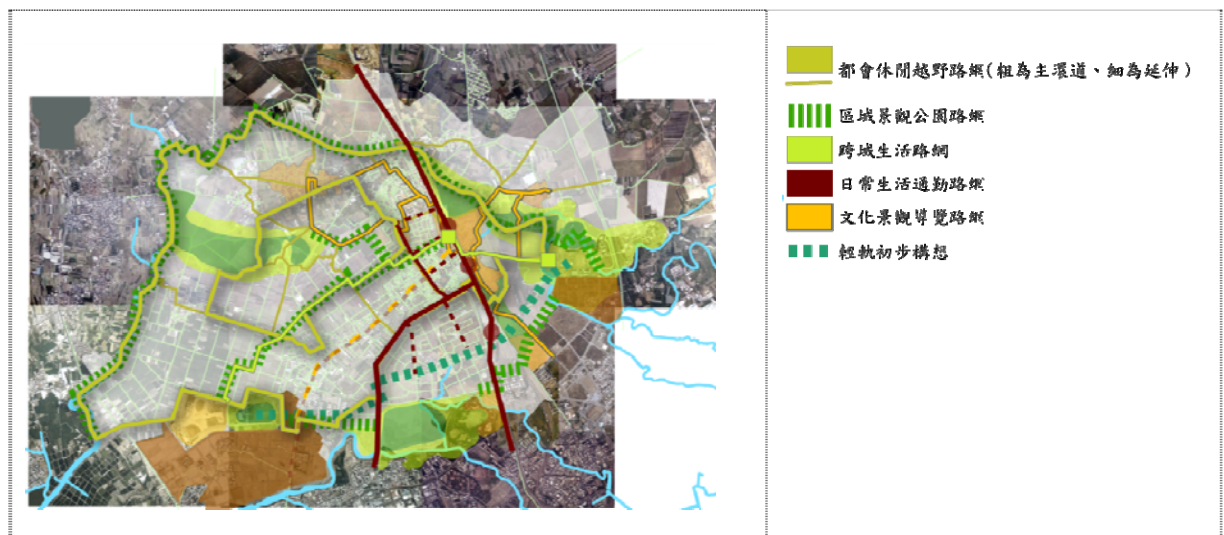 都會休閒越野路網(粗為主環道、細為延伸)
區域景觀公園路網
跨域生活路網
日常生活通勤路網
文化景觀導覽路網
輕軌初步構想